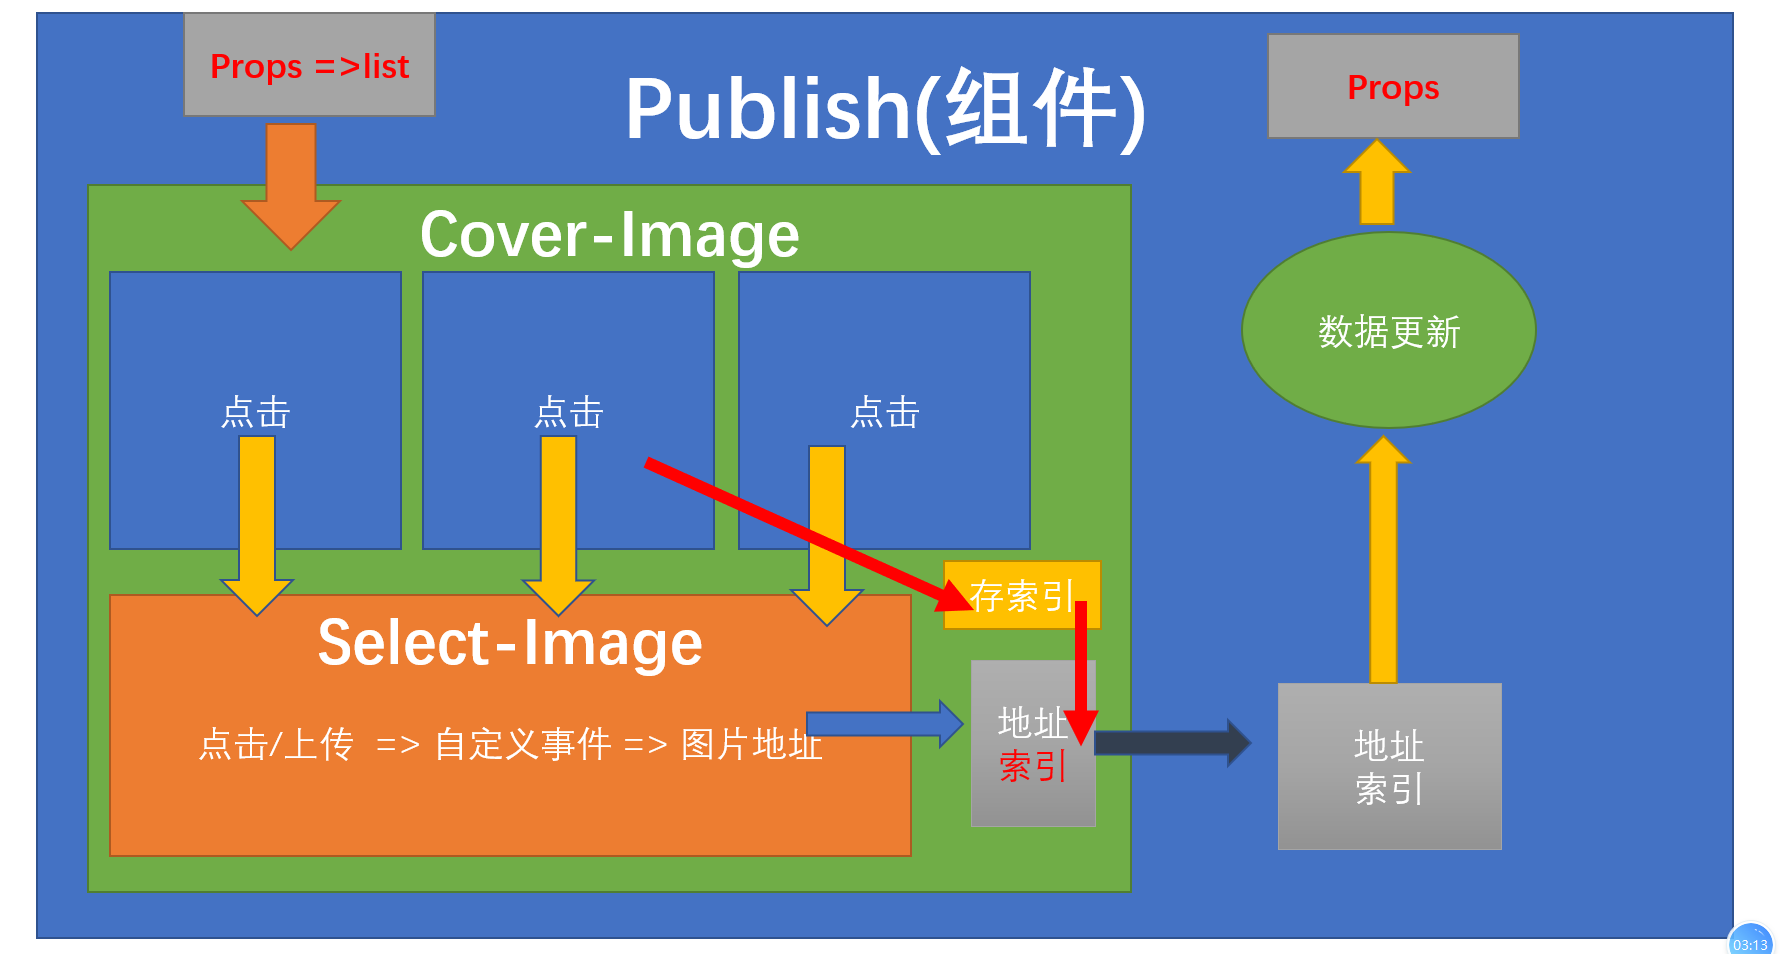 Props =>list
Publish(组件)
Props
Cover-Image
数据更新
点击
点击
点击
存索引
Select-Image
点击/上传 => 自定义事件 => 图片地址
地址
索引
地址
索引
03:13